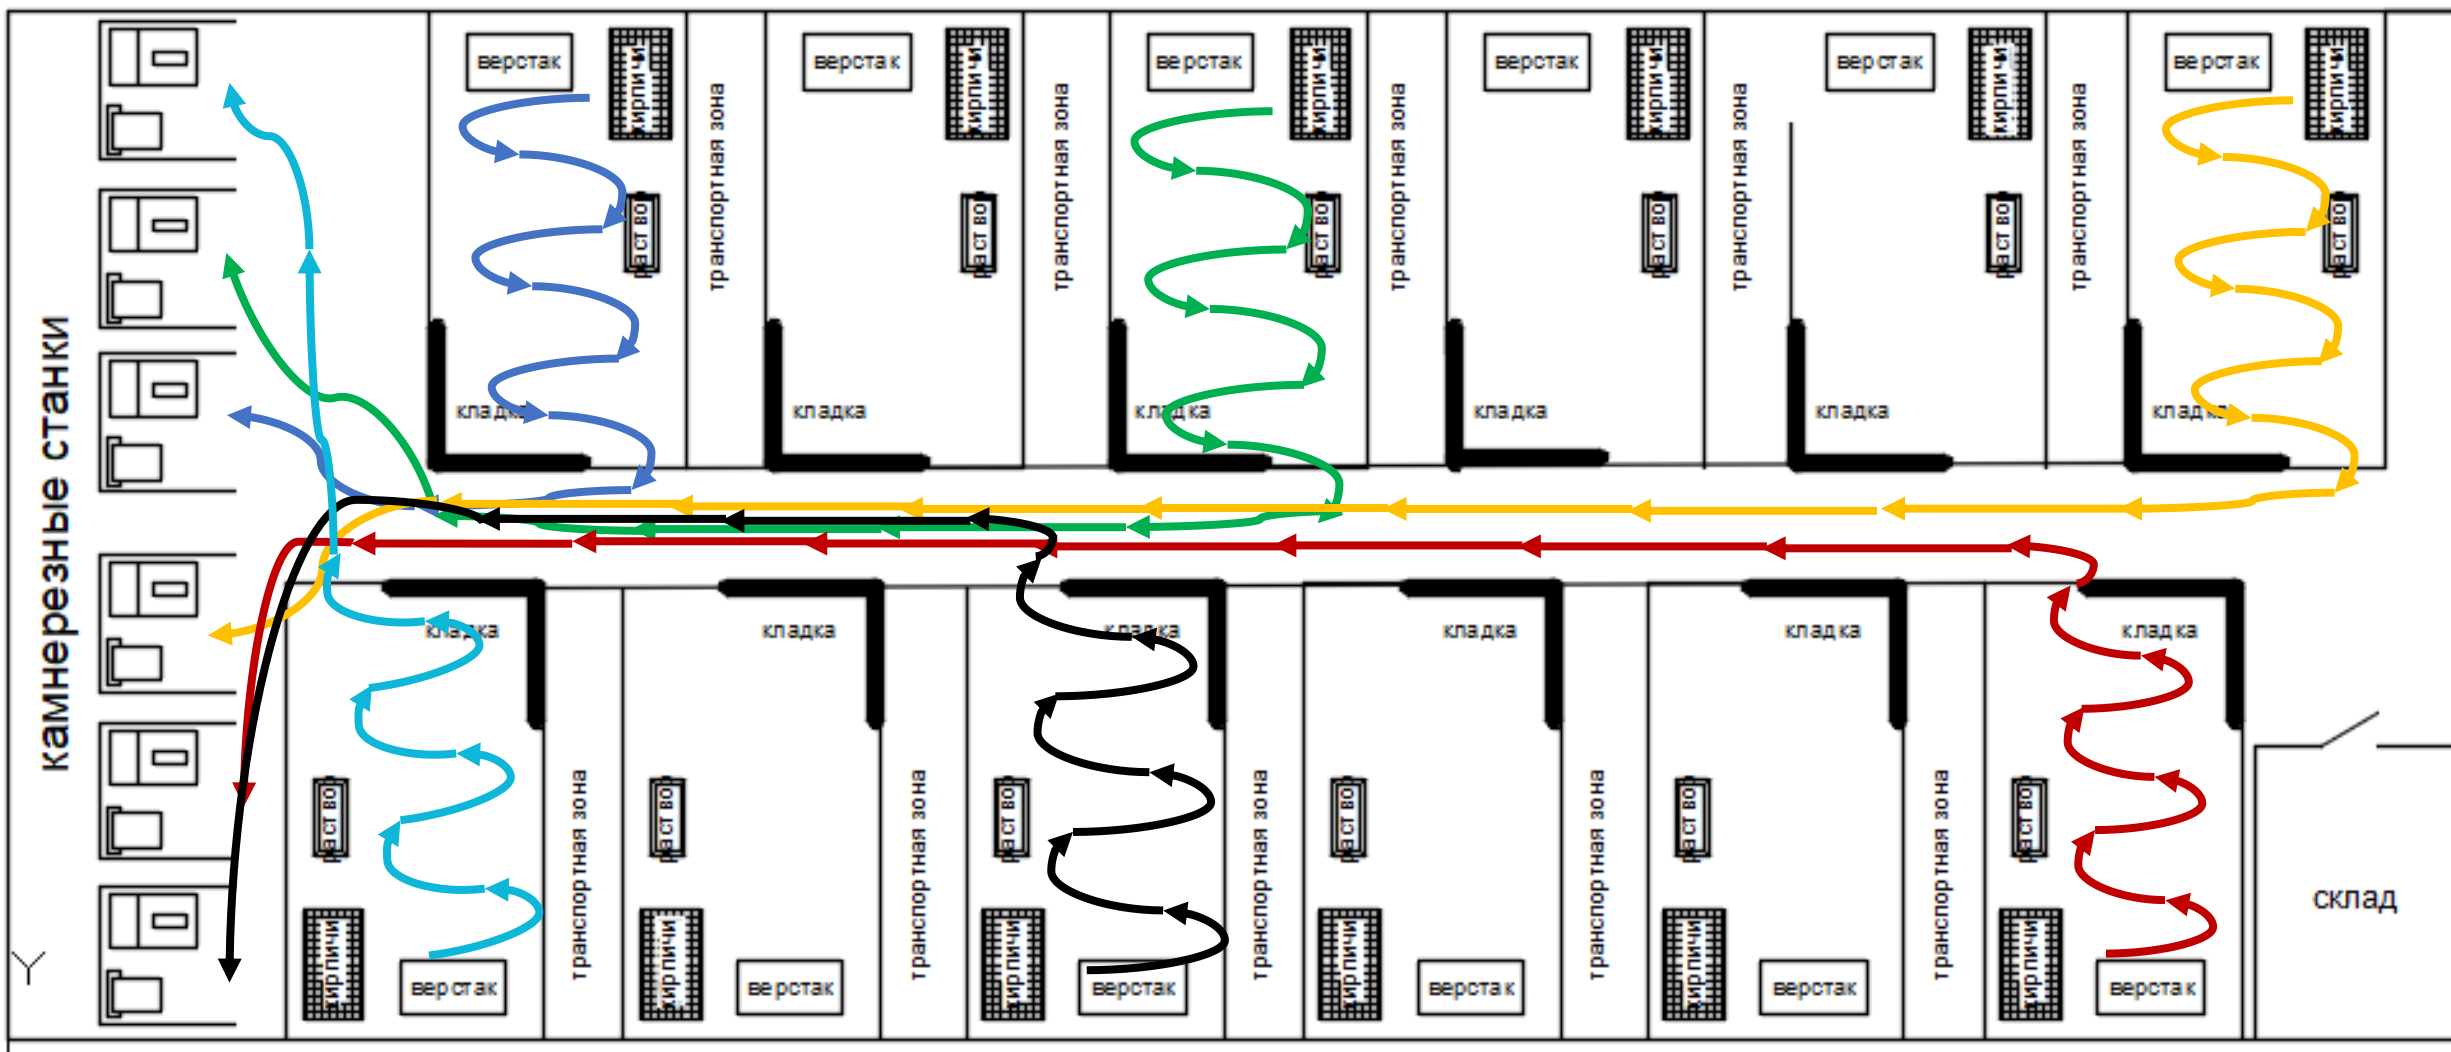 верстак
кирпичи
верстак
кирпичи
верстак
кирпичи
верстак
кирпичи
верстак
кирпичи
верстак
кирпичи
транспортная зона
транспортная зона
транспортная зона
транспортная зона
транспортная зона
раствор
раствор
раствор
раствор
раствор
раствор
камнерезные станки
кладка
кладка
кладка
кладка
кладка
кладка
кладка
кладка
кладка
кладка
кладка
кладка
раствор
раствор
раствор
раствор
раствор
раствор
транспортная зона
транспортная зона
транспортная зона
транспортная зона
транспортная зона
склад
кирпичи
верстак
кирпичи
верстак
кирпичи
верстак
кирпичи
верстак
кирпичи
верстак
кирпичи
верстак